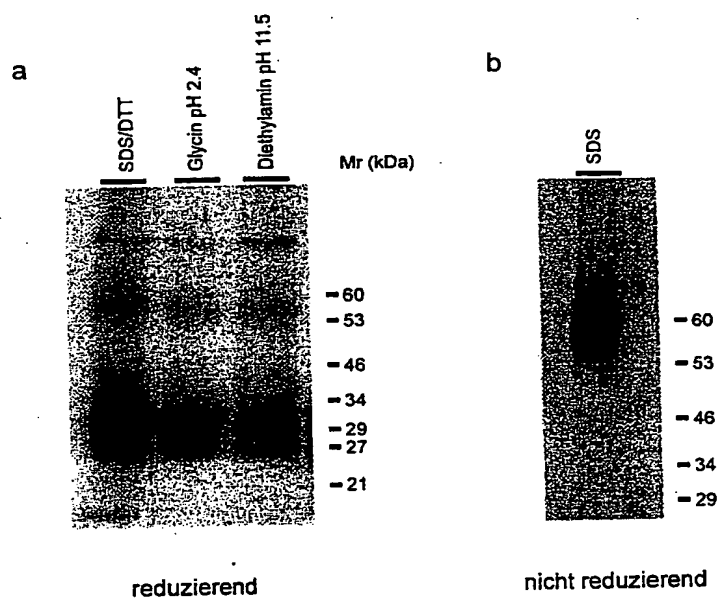 a
SDS/DTT
Glycin pH 2.4
Diethylamin pH 11.5
Mr (kDa)
60
53
46
34
29
27
21
reduzierend
b
SDS
60
53
46
34
29
nicht reduzierend